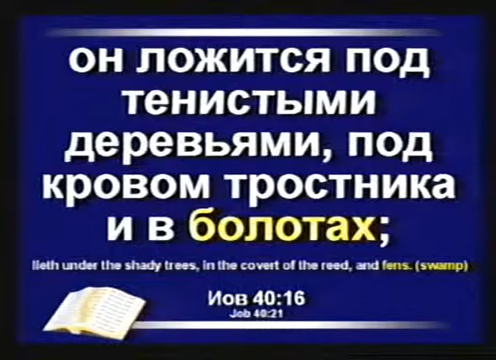 он ложится под
тенистыми
деревьями, под
кровом тростника
и в болотах;
lieth under the shady trees, in the covert of the reed, and fens. (swamp)
Иов 40:16
Job 40:21